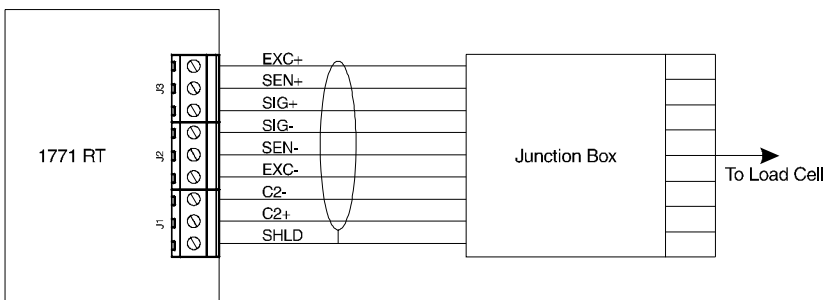 EXC+
SEN+
J3
SIG+
SIG-
1771 RT
J2
SEN-
Junction Box
EXC-
To Load Cell
C2-
J1
C2+
SHLD